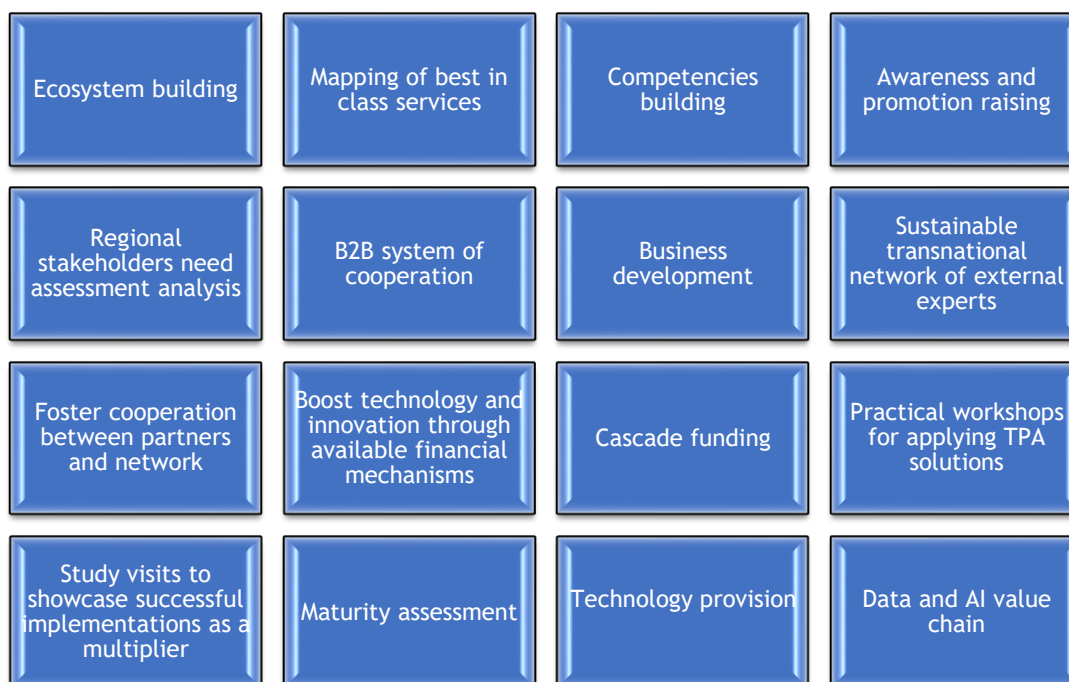 Ecosystem building
Mapping of best in
class services
Competencies
building
Awareness and
promotion raising
Regional
stakeholders need
assessment analysis
B2B system of
cooperation
Business
development
Sustainable
transnational
network of external
experts
Foster cooperation
between partners
and network
Boost technology and
innovation through
available financial
mechanisms
Cascade funding
Practical workshops
for applying TPA
solutions
Study visits to
showcase successful
implementations as a
multiplier
Maturity assessment
Technology provision
Data and AI value
chain